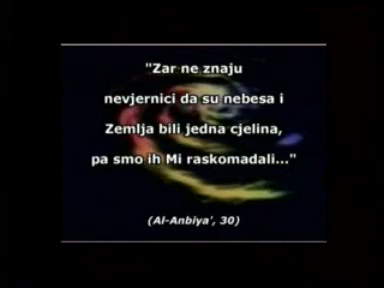 "Zar ne znaju
nevjernici da su nebesa i
Zemlja bili jedna cjelina,
pa smo ih Mi raskomadali..."
(Al-Anbiya', 30)